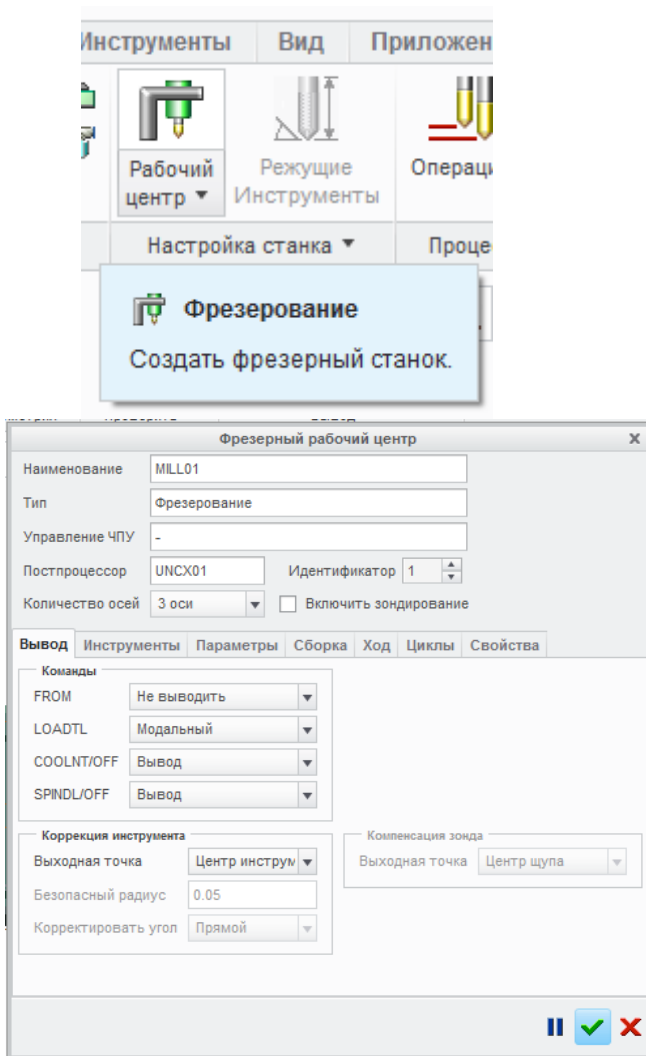 Инструменты Вид Приложен
Рабочий центр
Режущие Инструменты
Операци
Настройка станка Проце
Фрезерование
Создать фрезерный станок.
Фрезерный рабочий центр
Наименование MILL01
Тип Фрезерование
Управление ЧПУ -
Постпроцессор UNCX01 Идентификатор 1
Количество осей 3 оси Включить зондирование
Вывод Инструменты Параметры Сборка Ход Циклы Свойства
Команды
FROM Не выводить
LOADTL Модальный
COOLNT/OFF Вывод
SPINDL/OFF Вывод
Коррекция инструмента
Выходная точка Центр инструм
Безопасный радиус 0.05
Корректировать угол Прямой
Компенсация зонда
Выходная точка Центр щупа